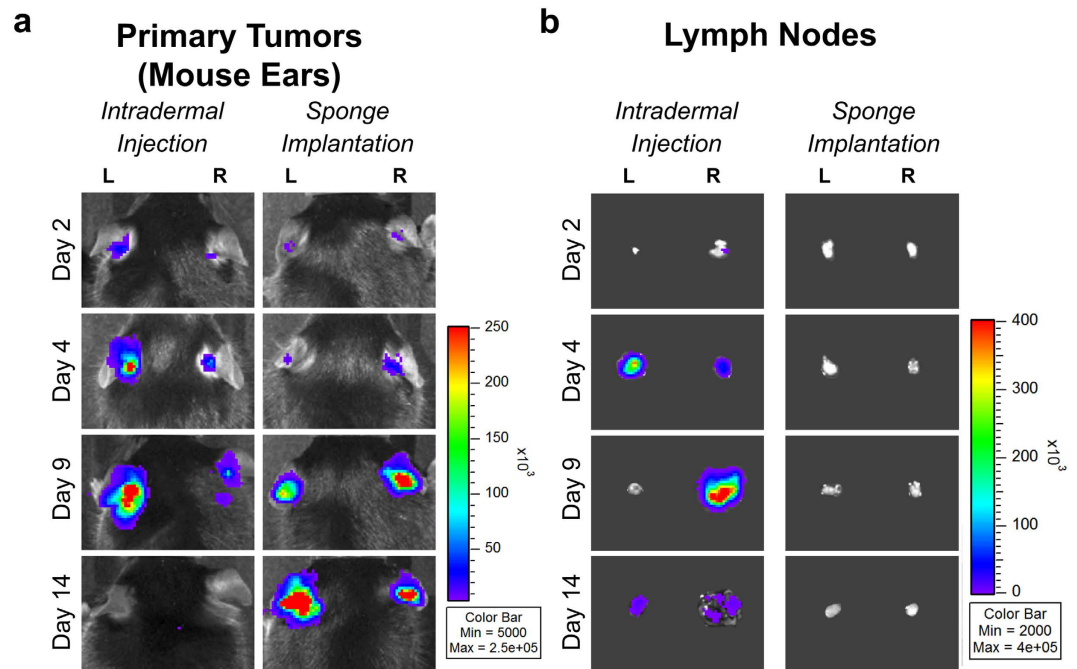 a
Primary Tumors
(Mouse Ears)
Intradermal
Injection
Sponge
Implantation
L
R
L
R
Day 2
Day 4
Day 9
Day 14
250
200
150
100
50
x10³
Color Bar
Min = 5000
Max = 2.5e+05
b
Lymph Nodes
Intradermal
Injection
Sponge
Implantation
L
R
L
R
Day 2
Day 4
Day 9
Day 14
400
300
200
100
0
x10³
Color Bar
Min = 2000
Max = 4e+05